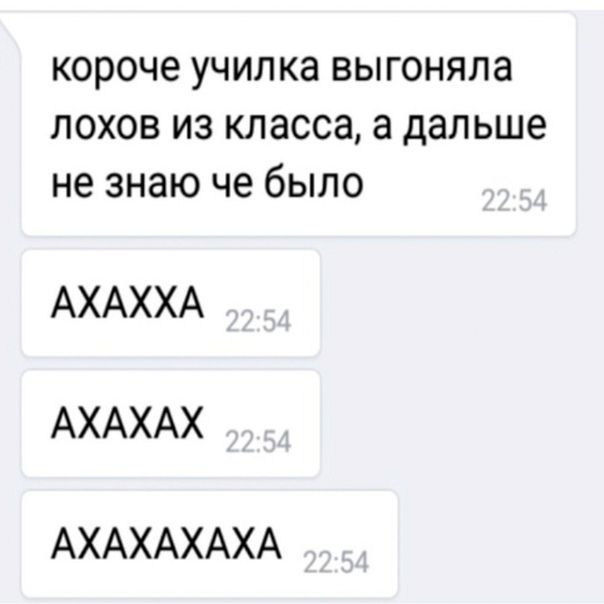 короче училка выгоняла
лохов из класса, а дальше
не знаю че было
22:54
АХАХХА 22:54
АХАХАХ 22:54
АХАХАХАХА 22:54